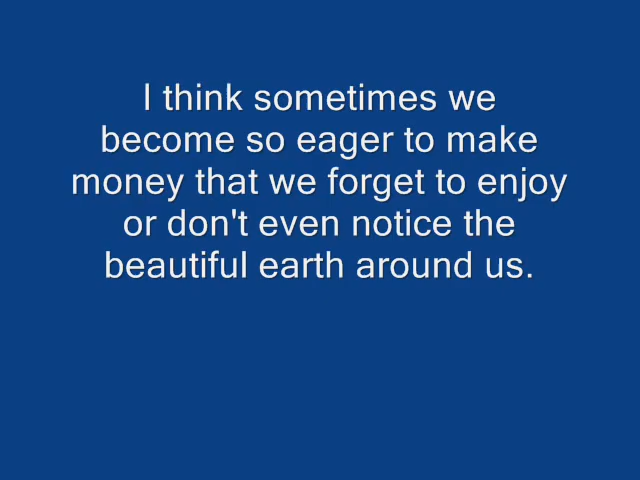 I think sometimes we
become so eager to make
money that we forget to enjoy
or don't even notice the
beautiful earth around us.